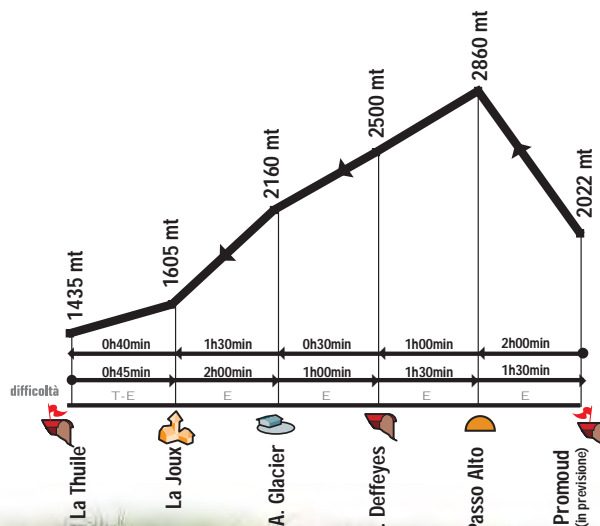 1435 mt
1605 mt
2160 mt
2500 mt
2860 mt
2022 mt
0h40min 1h30min 0h30min 1h00min 2h00min
0h45min 2h00min 1h00min 1h30min 1h30min
difficoltà
T-E E E E E
La Thuile
La Joux
A. Glacier
. Deffeyes
Passo Alto
Promoud
(in previsione)